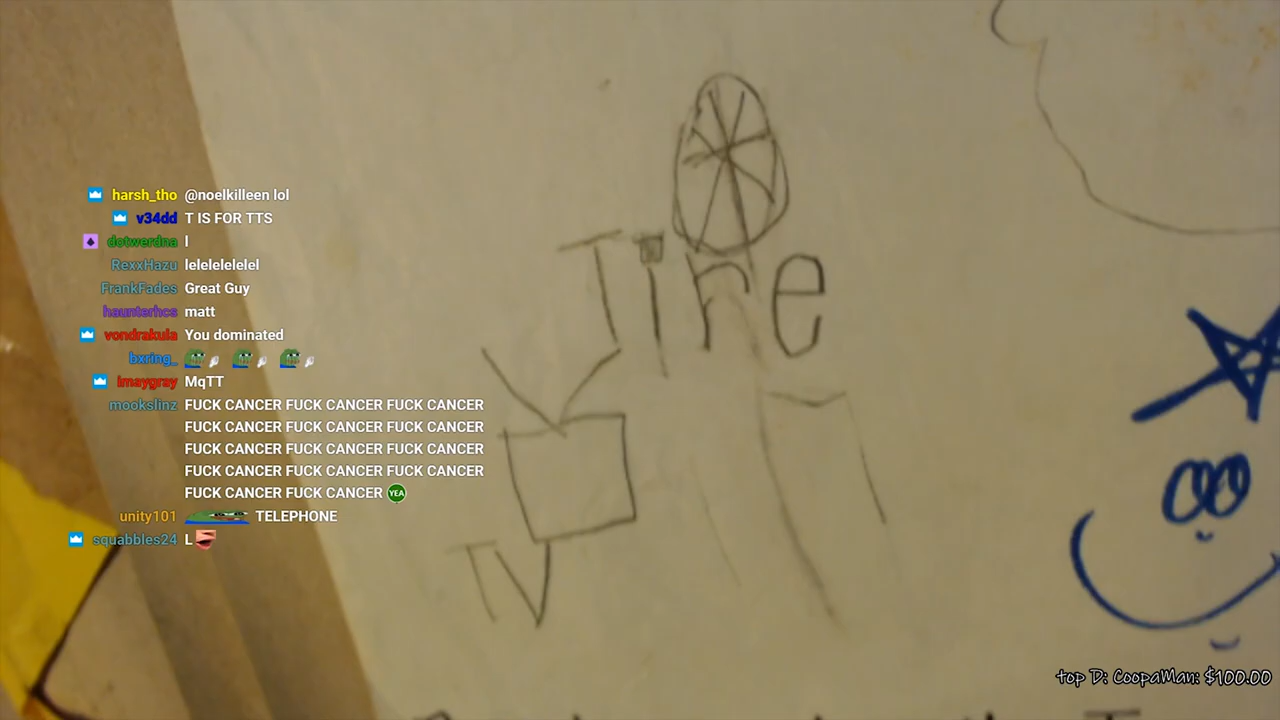 harsh_tho @noelkilleen lol
v34dd T IS FOR TTS
dotwerdna l
RexxHazu lelelelelelel
FrankFades Great Guy
haunterhcs matt
vondrakula You dominated
bxring_
imaygray MqTT
mookslinz FUCK CANCER FUCK CANCER FUCK CANCER
FUCK CANCER FUCK CANCER FUCK CANCER
FUCK CANCER FUCK CANCER FUCK CANCER
FUCK CANCER FUCK CANCER FUCK CANCER
FUCK CANCER FUCK CANCER YEA
unity101 TELEPHONE
squabbles24 L
Tire
TV
top D: CoopaMan: $100.00